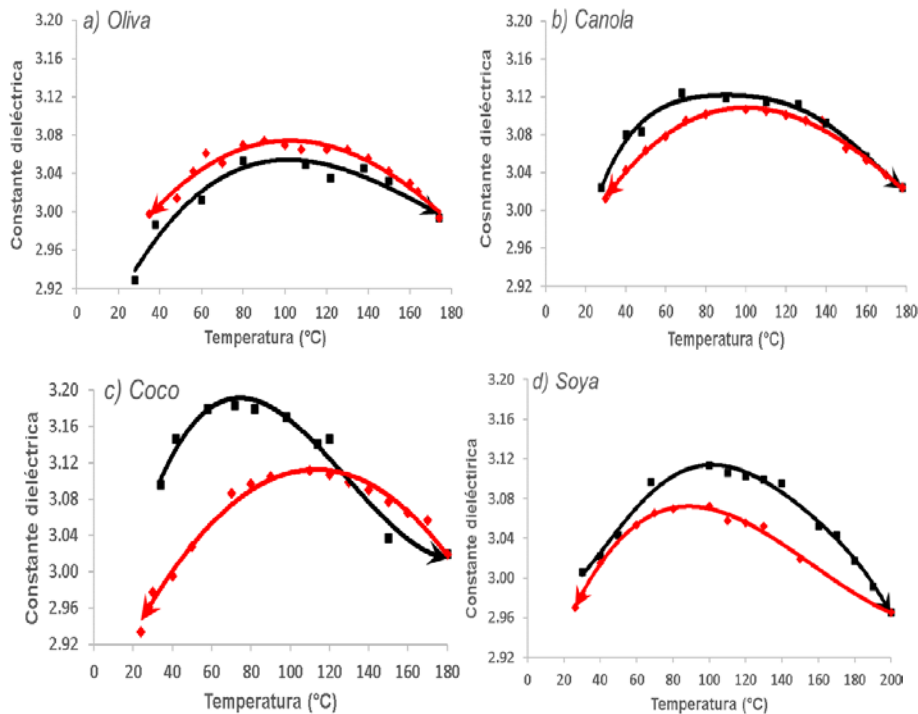 a) Oliva
Constante dieléctrica
3.20
3.16
3.12
3.08
3.04
3.00
2.96
2.92
0 20 40 60 80 100 120 140 160 180
Temperatura (°C)
b) Canola
Cosntante dieléctrica
3.20
3.16
3.12
3.08
3.04
3.00
2.96
2.92
0 20 40 60 80 100 120 140 160 180
Temperatura (°C)
c) Coco
Constante dieléctrica
3.20
3.16
3.12
3.08
3.04
3.00
2.96
2.92
0 20 40 60 80 100 120 140 160 180
Temperatura (°C)
d) Soya
Constante dieléctirica
3.20
3.16
3.12
3.08
3.04
3.00
2.96
2.92
0 20 40 60 80 100 120 140 160 180 200
Temperatura (°C)